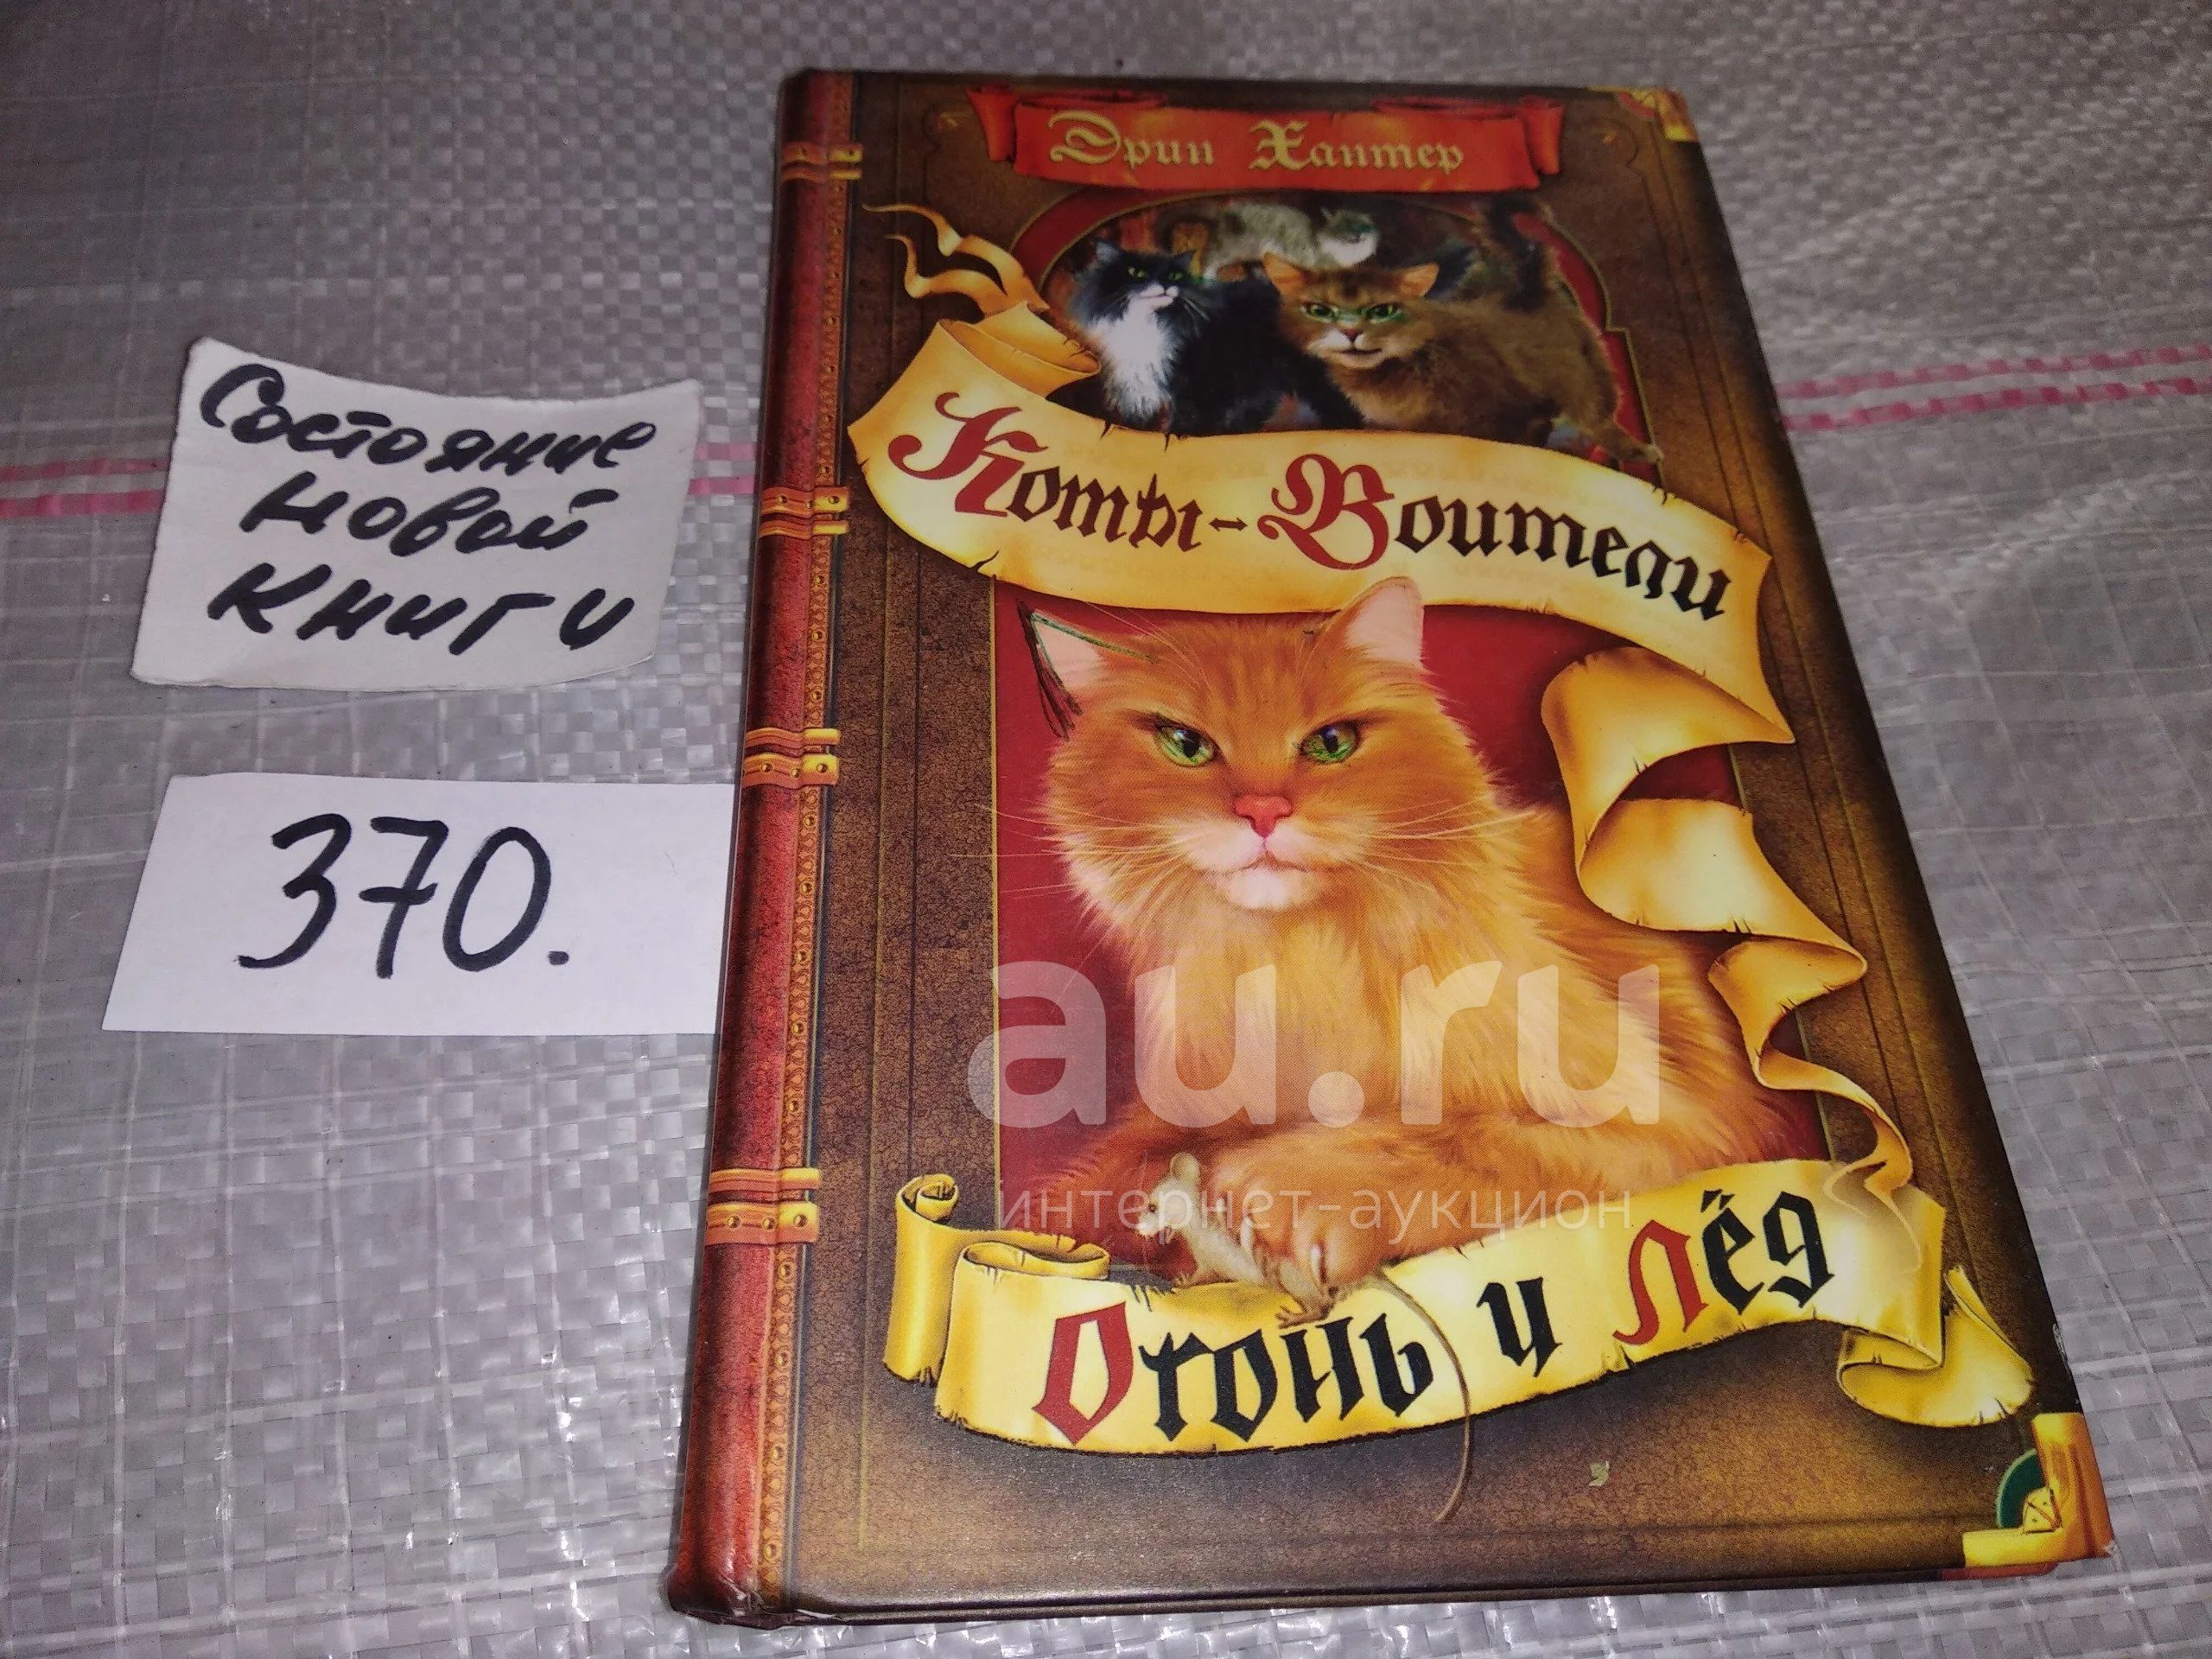 Эрин Хантер
Коты-Воители
Состояние
новой
книги
370.
au.ru
интернет-аукцион
Огонь и Лёд